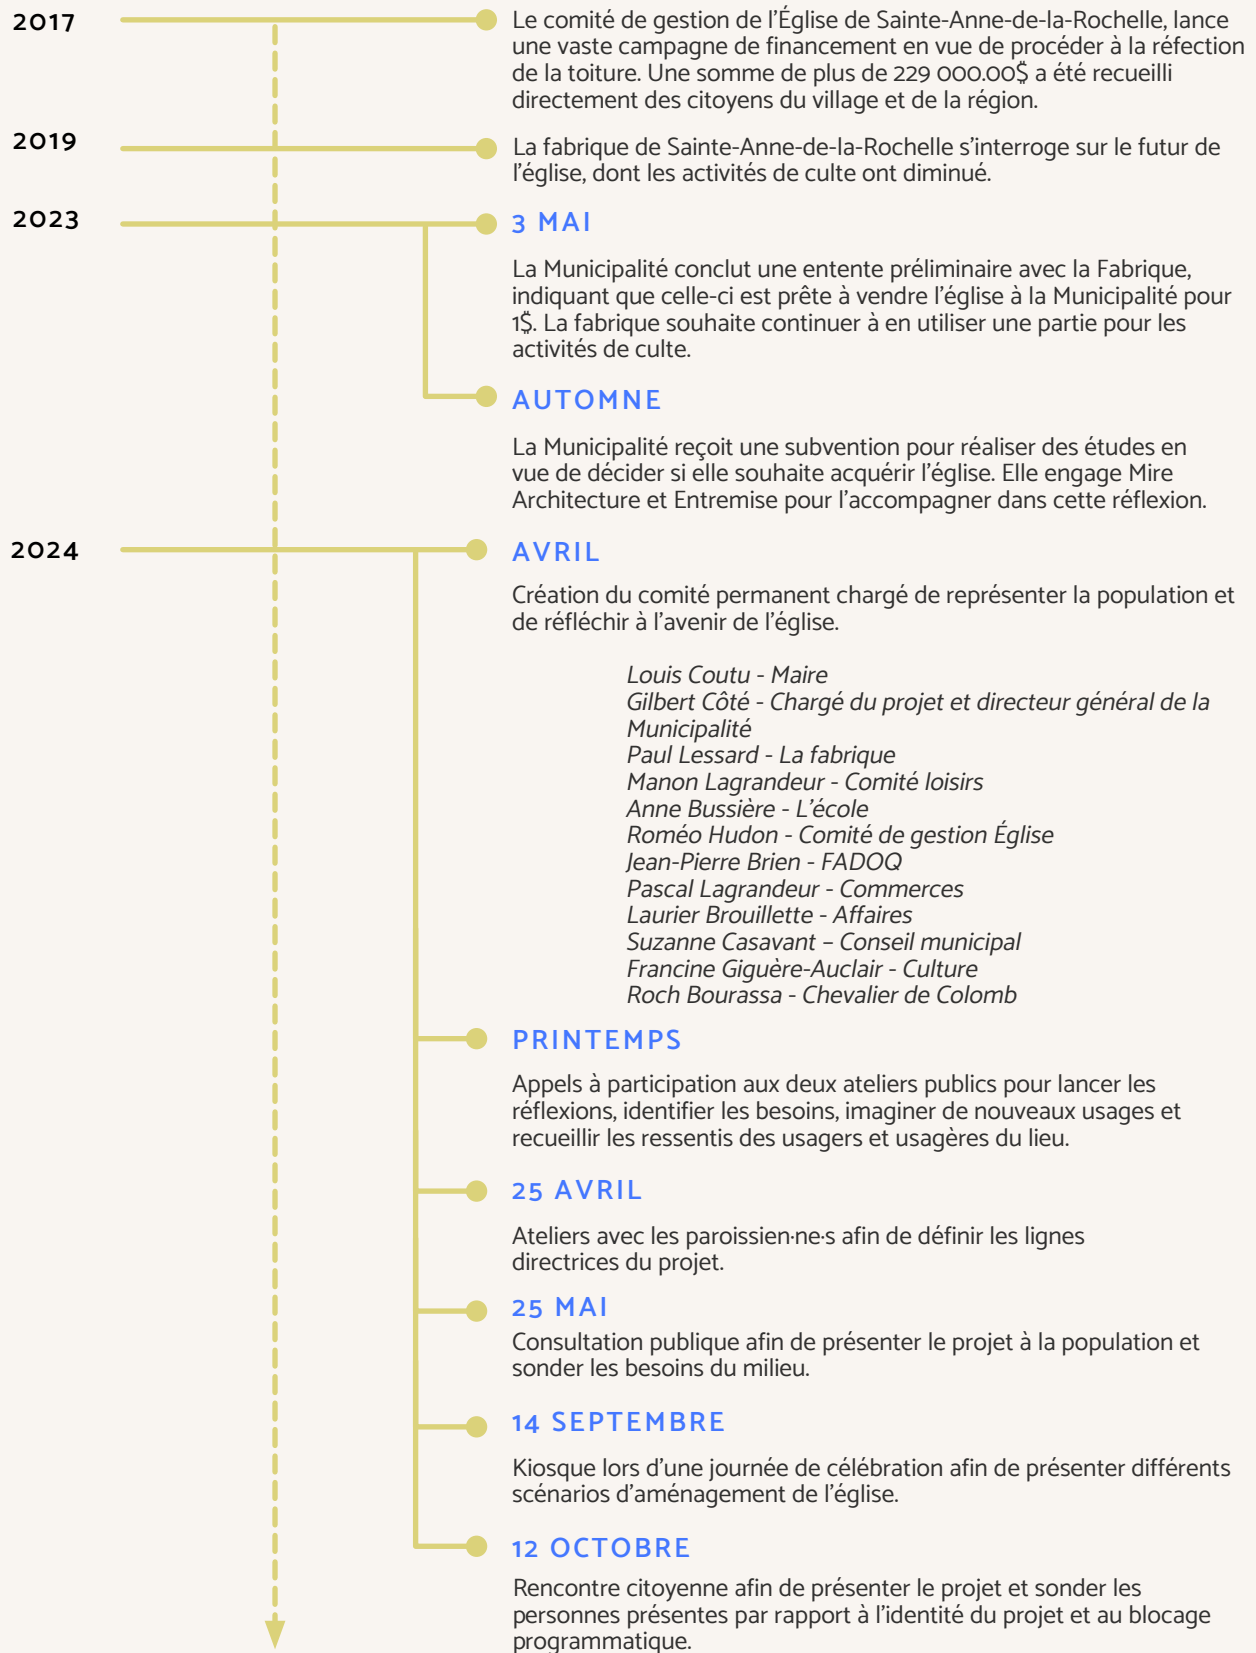 2017
Le comité de gestion de l'Église de Sainte-Anne-de-la-Rochelle, lance
une vaste campagne de financement en vue de procéder à la réfection
de la toiture. Une somme de plus de 229 000.00$ a été recueilli
directement des citoyens du village et de la région.
2019
La fabrique de Sainte-Anne-de-la-Rochelle s'interroge sur le futur de
l'église, dont les activités de culte ont diminué.
2023
3 MAI
La Municipalité conclut une entente préliminaire avec la Fabrique,
indiquant que celle-ci est prête à vendre l'église à la Municipalité pour
1$. La fabrique souhaite continuer à en utiliser une partie pour les
activités de culte.
AUTOMNE
La Municipalité reçoit une subvention pour réaliser des études en
vue de décider si elle souhaite acquérir l'église. Elle engage Mire
Architecture et Entremise pour l'accompagner dans cette réflexion.
2024
AVRIL
Création du comité permanent chargé de représenter la population et
de réfléchir à l'avenir de l'église.
Louis Coutu - Maire
Gilbert Côté - Chargé du projet et directeur général de la
Municipalité
Paul Lessard - La fabrique
Manon Lagrandeur - Comité loisirs
Anne Bussière - L'école
Roméo Hudon - Comité de gestion Église
Jean-Pierre Brien - FADOQ
Pascal Lagrandeur - Commerces
Laurier Brouillette - Affaires
Suzanne Casavant – Conseil municipal
Francine Giguère-Auclair - Culture
Roch Bourassa - Chevalier de Colomb
PRINTEMPS
Appels à participation aux deux ateliers publics pour lancer les
réflexions, identifier les besoins, imaginer de nouveaux usages et
recueillir les ressentis des usagers et usagères du lieu.
25 AVRIL
Ateliers avec les paroissien·ne·s afin de définir les lignes
directrices du projet.
25 MAI
Consultation publique afin de présenter le projet à la population et
sonder les besoins du milieu.
14 SEPTEMBRE
Kiosque lors d'une journée de célébration afin de présenter différents
scénarios d'aménagement de l'église.
12 OCTOBRE
Rencontre citoyenne afin de présenter le projet et sonder les
personnes présentes par rapport à l'identité du projet et au blocage
programmatique.